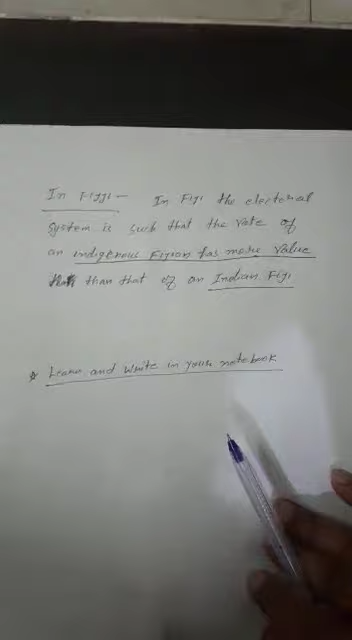 In FIJJI - In FIJI the electoral
system is such that the vote of
an indigenous Fijian has more value
than that of an Indian Fiji.
* Learn and write in your notebook